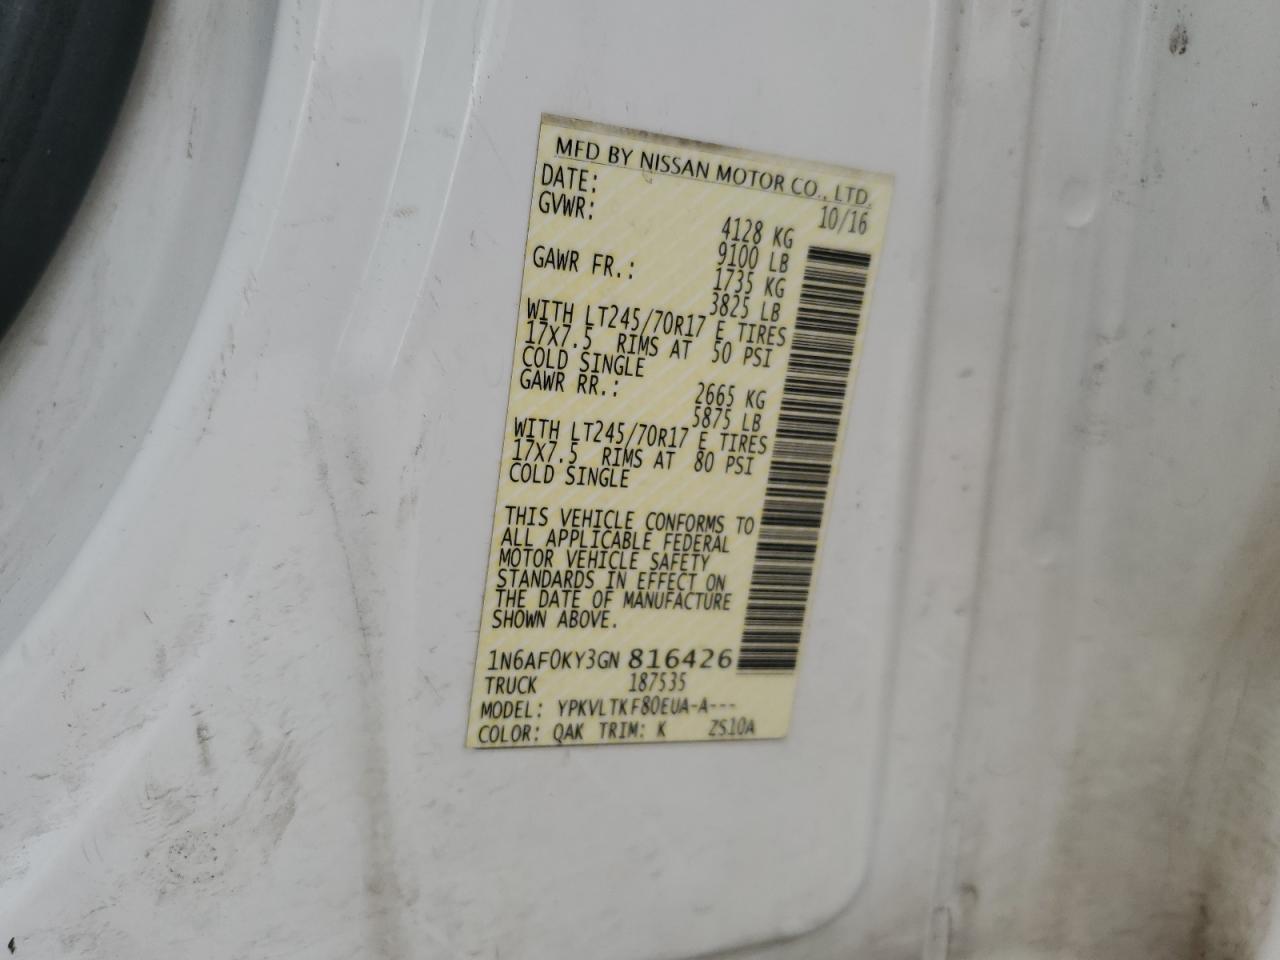 MFD BY NISSAN MOTOR CO., LTD.
DATE: 10/16
GVWR: 4128 KG
9100 LB
GAWR FR.: 1735 KG
3825 LB
WITH LT245/70R17 E TIRES
17X7.5 RIMS AT 50 PSI
COLD SINGLE
GAWR RR.: 2665 KG
5875 LB
WITH LT245/70R17 E TIRES
17X7.5 RIMS AT 80 PSI
COLD SINGLE
THIS VEHICLE CONFORMS TO
ALL APPLICABLE FEDERAL
MOTOR VEHICLE SAFETY
STANDARDS IN EFFECT ON
THE DATE OF MANUFACTURE
SHOWN ABOVE.
1N6AF0KY3GN 816426
TRUCK 187535
MODEL: YPKVLTKF80EUA-A---
COLOR: QAK TRIM: K ZS10A